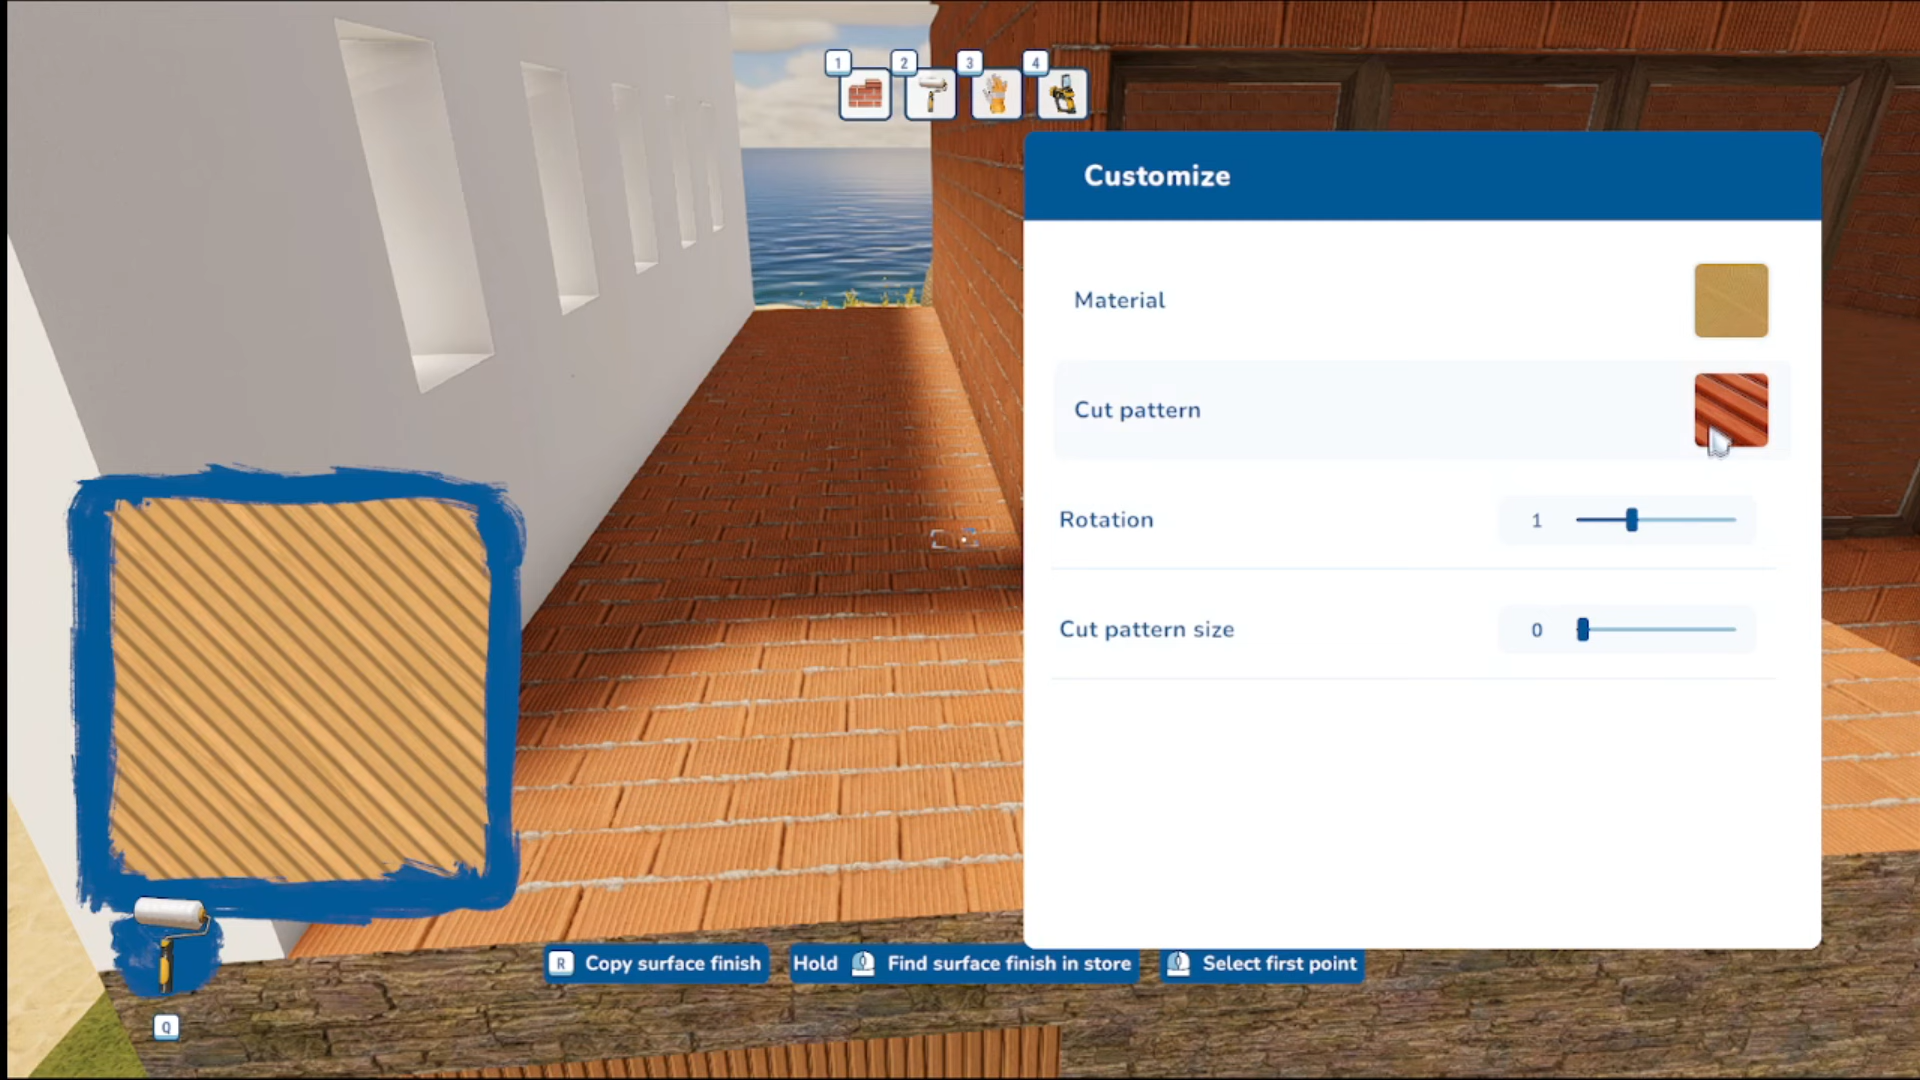 1 2 3 4
Customize
Material
Cut pattern
Rotation 1
Cut pattern size 0
R Copy surface finish Hold Find surface finish in store Select first point
Q